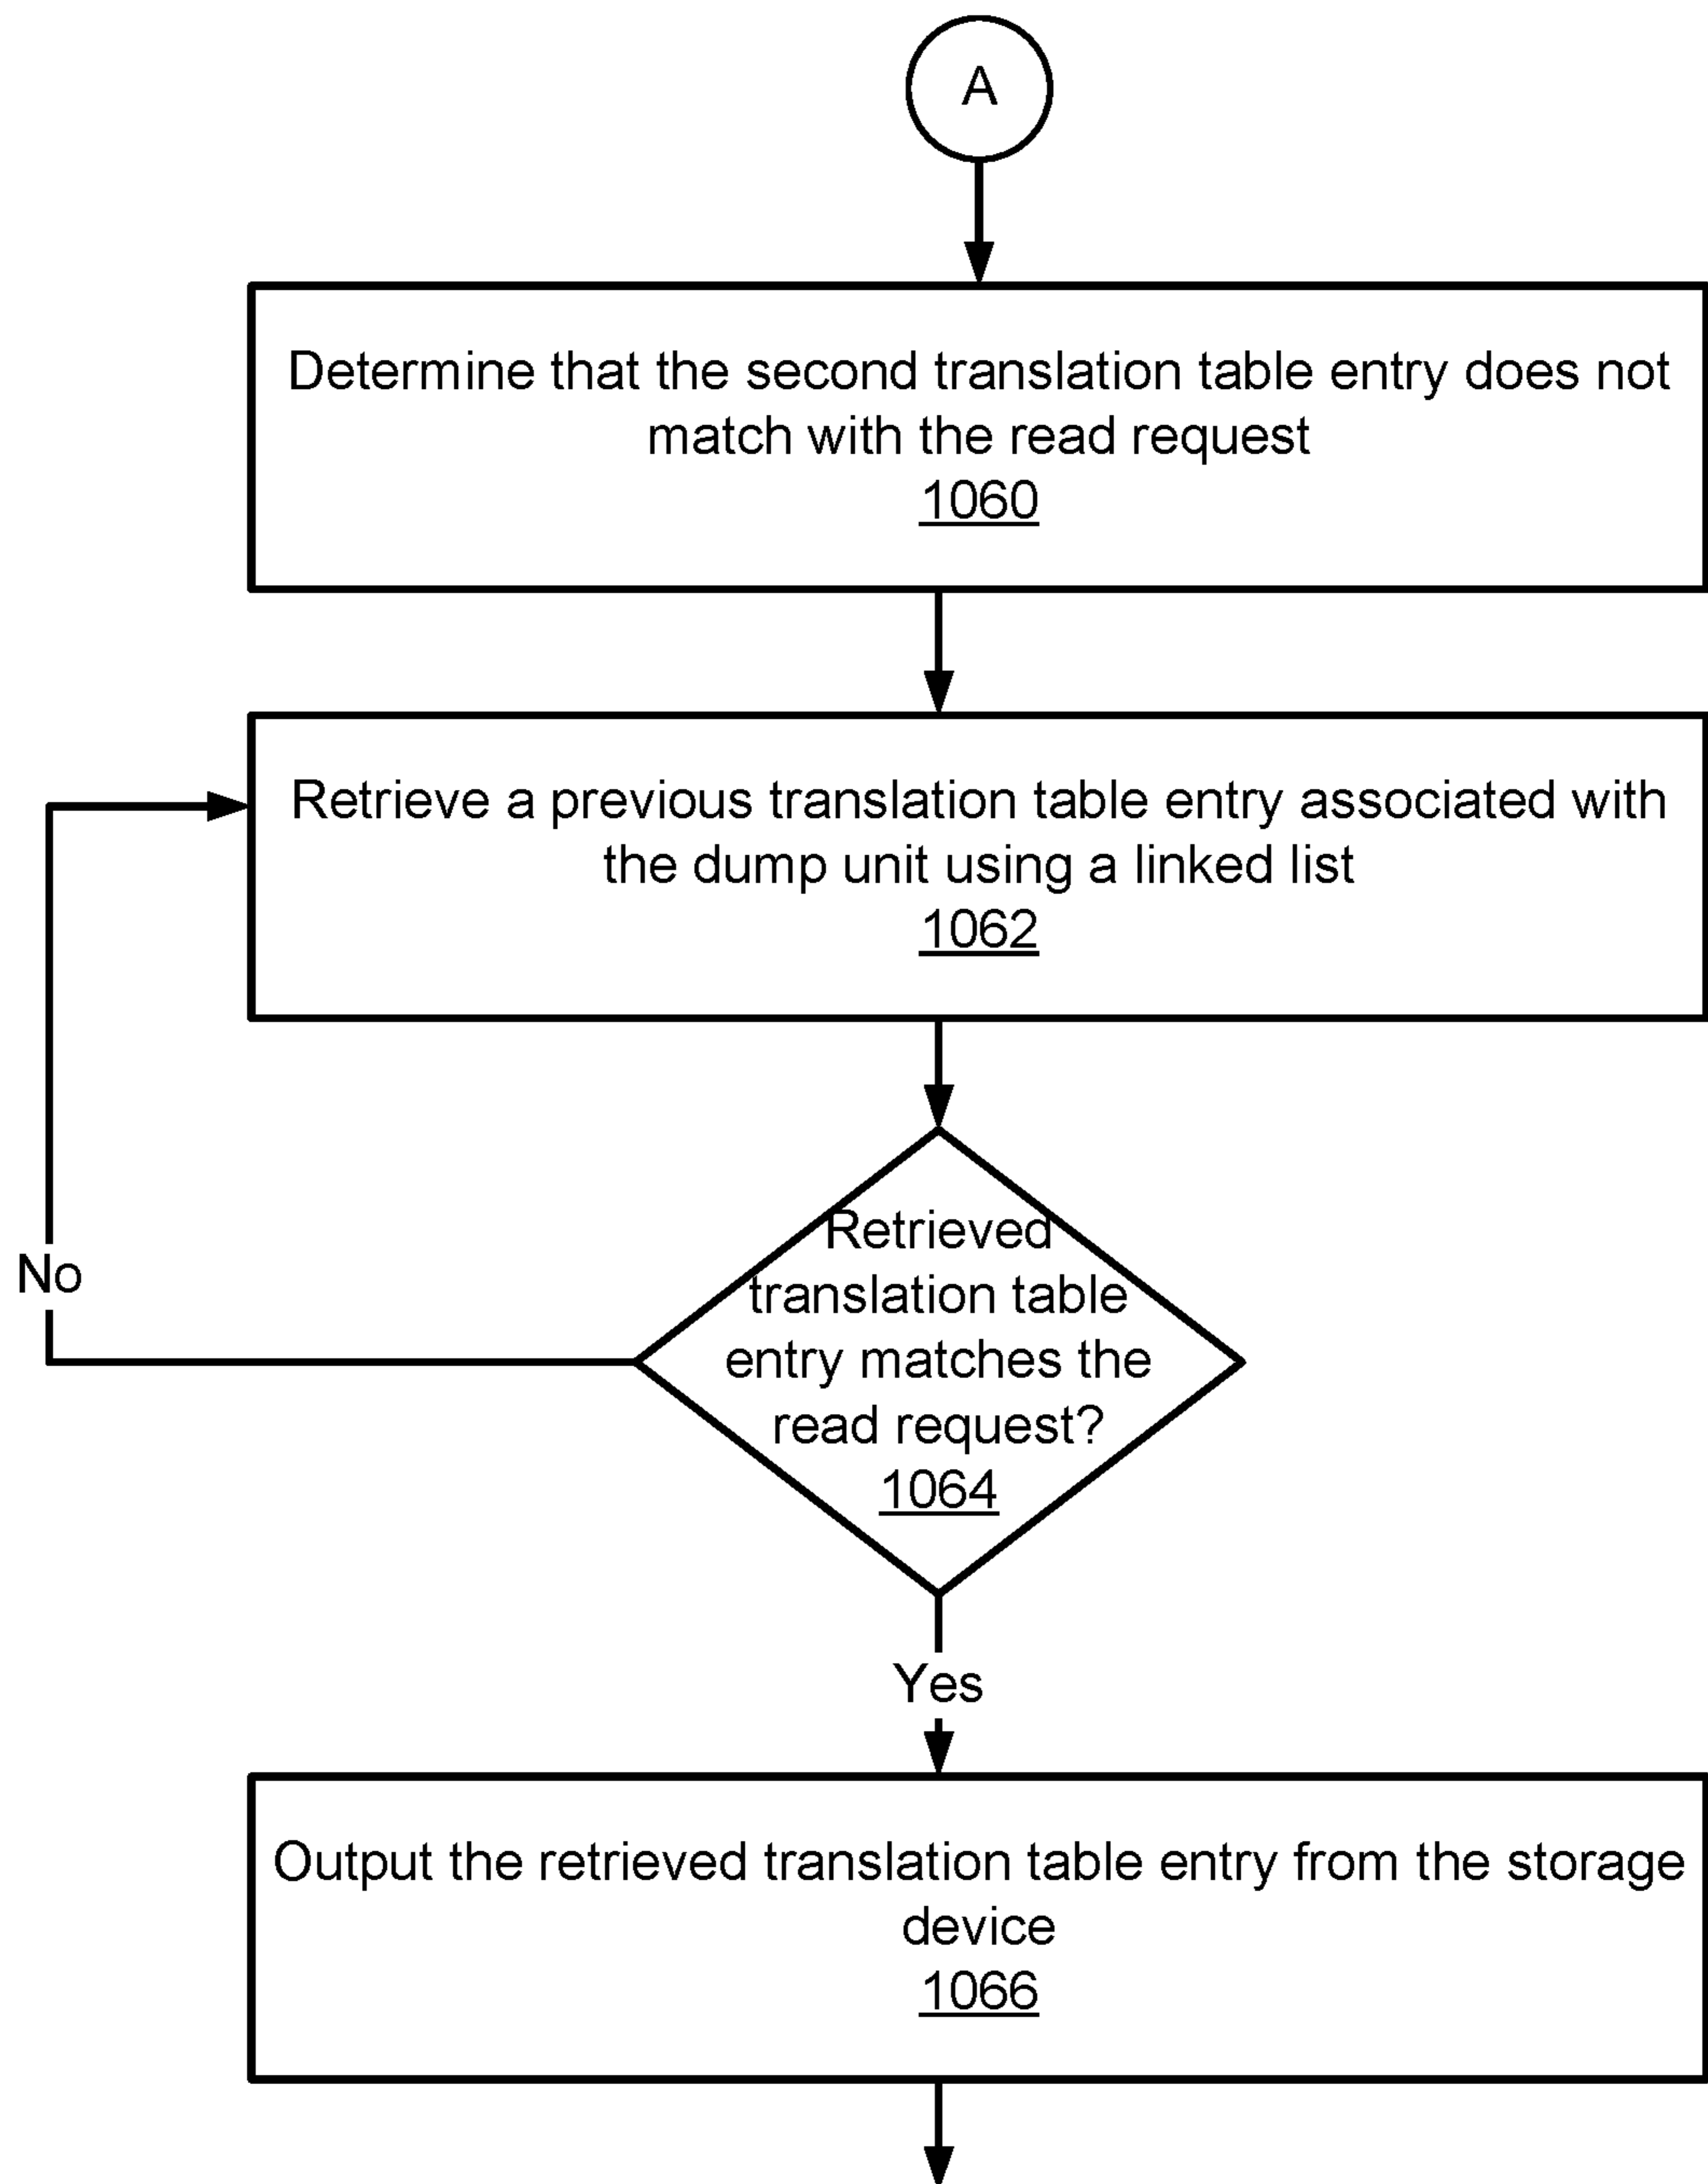 A
Determine that the second translation table entry does not
match with the read request
1060
Retrieve a previous translation table entry associated with
the dump unit using a linked list
1062
Retrieved
translation table
entry matches the
read request?
1064
No
Yes
Output the retrieved translation table entry from the storage
device
1066